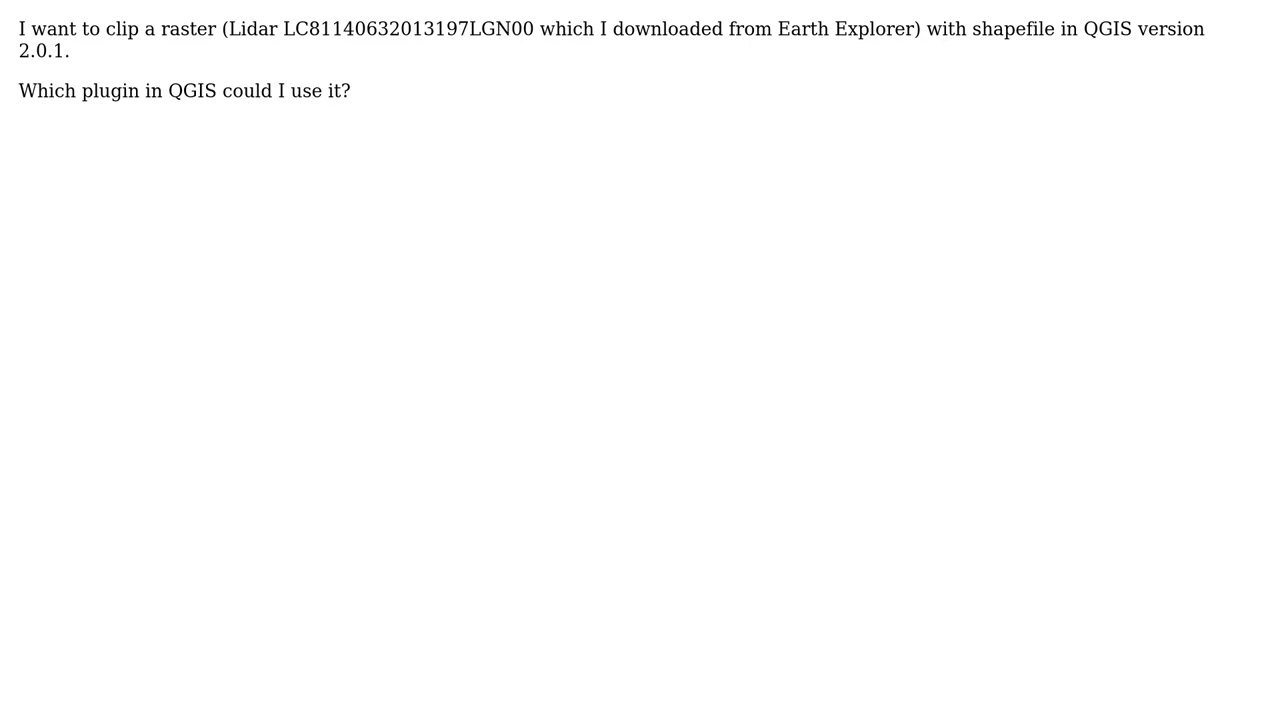 I want to clip a raster (Lidar LC81140632013197LGN00 which I downloaded from Earth Explorer) with shapefile in QGIS version
2.0.1.
Which plugin in QGIS could I use it?